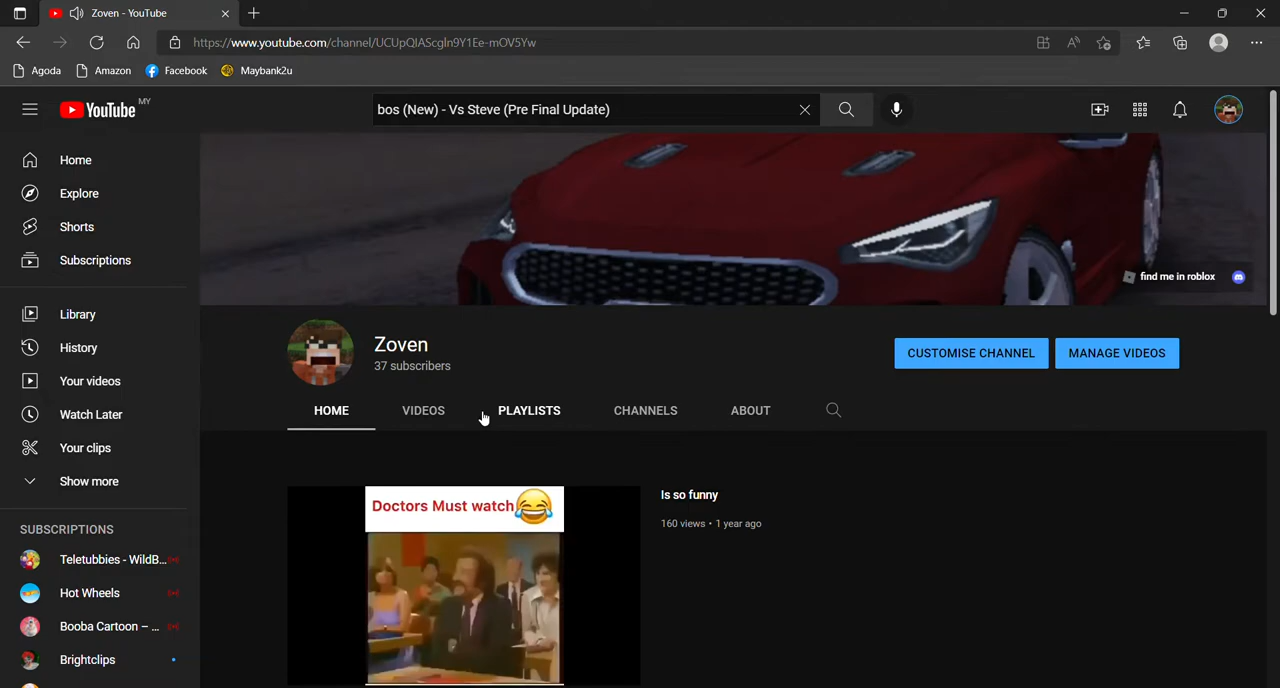 Zoven - YouTube
https://www.youtube.com/channel/UCUpQIAScgln9Y1Ee-mOV5Yw
Agoda
Amazon
Facebook
Maybank2u
YouTube MY
bos (New) - Vs Steve (Pre Final Update)
Home
Explore
Shorts
Subscriptions
find me in roblox
Library
History
Your videos
Watch Later
Your clips
Show more
Zoven
37 subscribers
CUSTOMISE CHANNEL
MANAGE VIDEOS
HOME
VIDEOS
PLAYLISTS
CHANNELS
ABOUT
Doctors Must watch
Is so funny
160 views • 1 year ago
SUBSCRIPTIONS
Teletubbies - WildB...
Hot Wheels
Booba Cartoon – ...
Brightclips